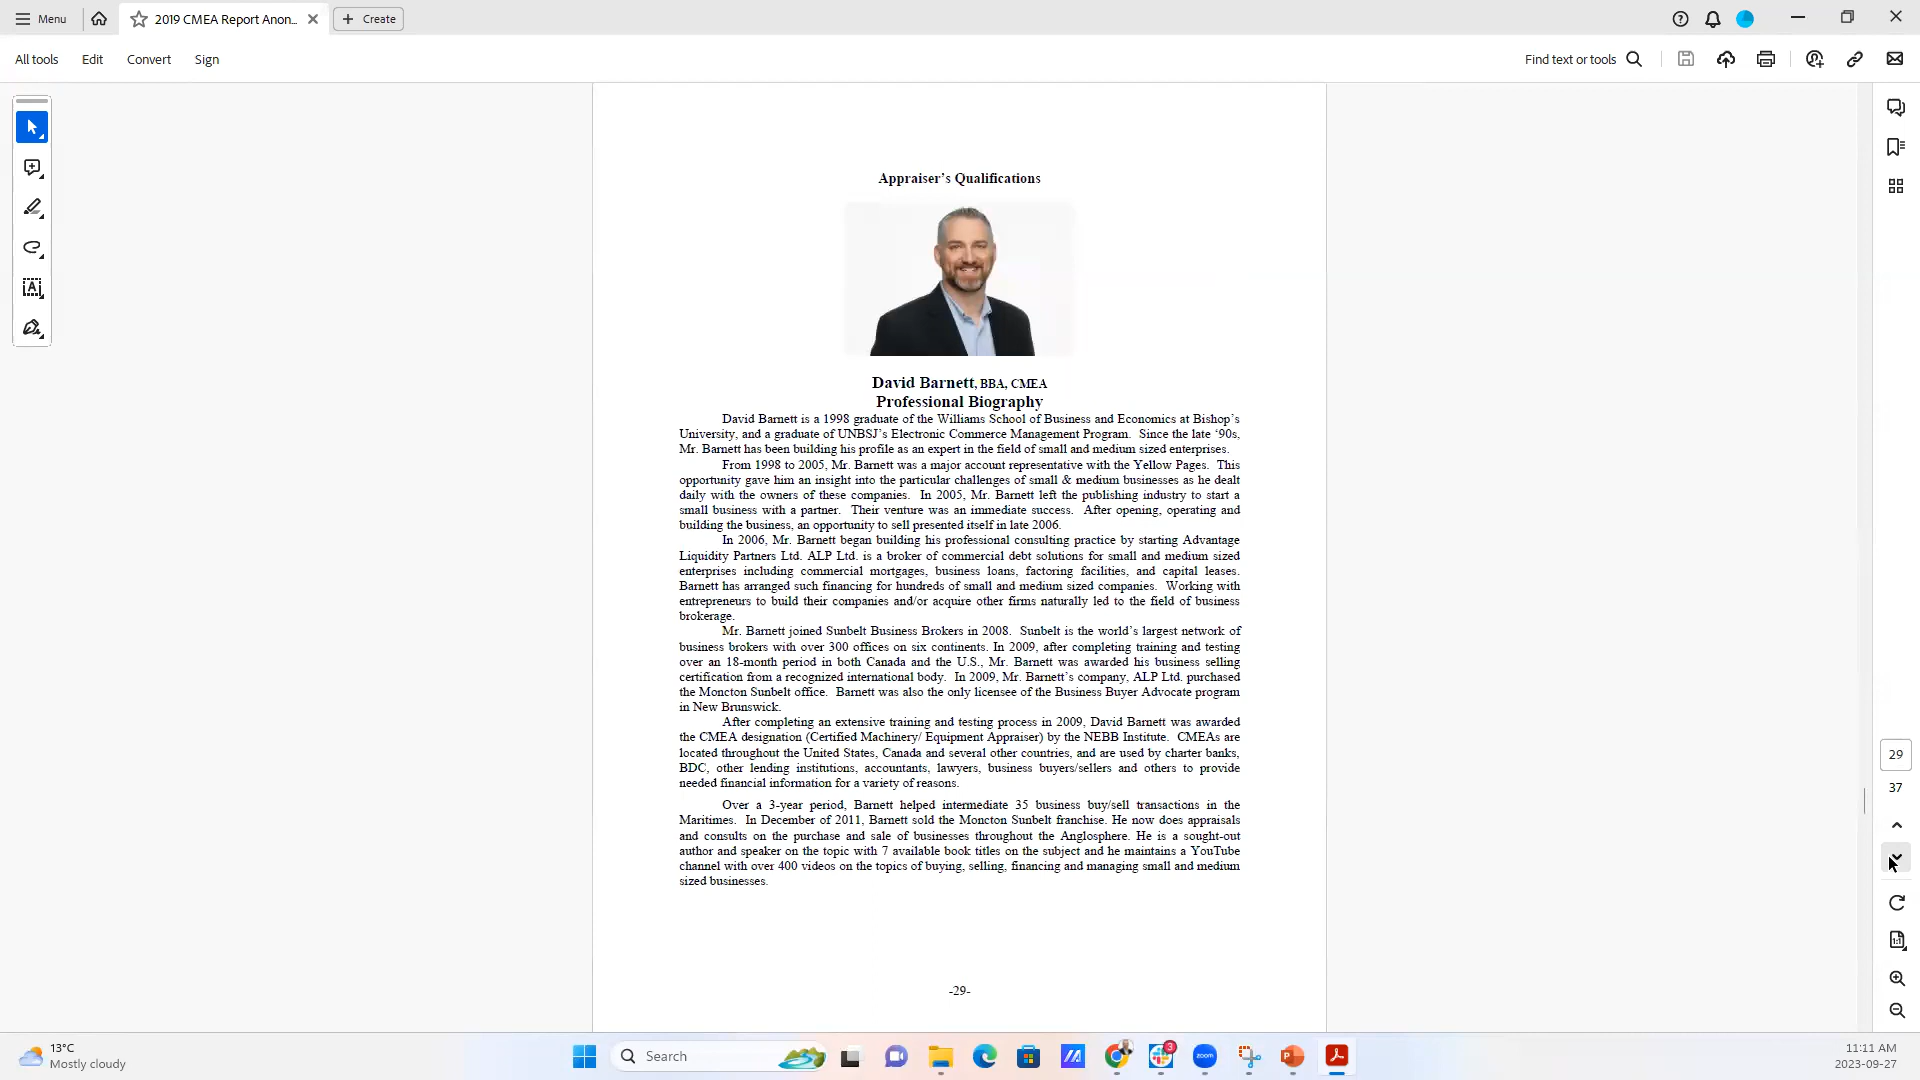 Menu
2019 CMEA Report Anon...
Create
All tools
Edit
Convert
Sign
Find text or tools
Appraiser's Qualifications
David Barnett, BBA, CMEA
Professional Biography
David Barnett is a 1998 graduate of the Williams School of Business and Economics at Bishop's
University, and a graduate of UNBSJ's Electronic Commerce Management Program. Since the late '90s,
Mr. Barnett has been building his profile as an expert in the field of small and medium sized enterprises.
From 1998 to 2005, Mr. Barnett was a major account representative with the Yellow Pages. This
opportunity gave him an insight into the particular challenges of small & medium businesses as he dealt
daily with the owners of these companies. In 2005, Mr. Barnett left the publishing industry to start a
small business with a partner. Their venture was an immediate success. After opening, operating and
building the business, an opportunity to sell presented itself in late 2006.
In 2006, Mr. Barnett began building his professional consulting practice by starting Advantage
Liquidity Partners Ltd. ALP Ltd. is a broker of commercial debt solutions for small and medium sized
enterprises including commercial mortgages, business loans, factoring facilities, and capital leases.
Barnett has arranged such financing for hundreds of small and medium sized companies. Working with
entrepreneurs to build their companies and/or acquire other firms naturally led to the field of business
brokerage.
Mr. Barnett joined Sunbelt Business Brokers in 2008. Sunbelt is the world's largest network of
business brokers with over 300 offices on six continents. In 2009, after completing training and testing
over an 18-month period in both Canada and the U.S., Mr. Barnett was awarded his business selling
certification from a recognized international body. In 2009, Mr. Barnett's company, ALP Ltd. purchased
the Moncton Sunbelt office. Barnett was also the only licensee of the Business Buyer Advocate program
in New Brunswick.
After completing an extensive training and testing process in 2009, David Barnett was awarded
the CMEA designation (Certified Machinery/ Equipment Appraiser) by the NEBB Institute. CMEAs are
located throughout the United States, Canada and several other countries, and are used by charter banks,
BDC, other lending institutions, accountants, lawyers, business buyers/sellers and others to provide
needed financial information for a variety of reasons.
Over a 3-year period, Barnett helped intermediate 35 business buy/sell transactions in the
Maritimes. In December of 2011, Barnett sold the Moncton Sunbelt franchise. He now does appraisals
and consults on the purchase and sale of businesses throughout the Anglosphere. He is a sought-out
author and speaker on the topic with 7 available book titles on the subject and he maintains a YouTube
channel with over 400 videos on the topics of buying, selling, financing and managing small and medium
sized businesses.
-29-
29
37
13°C
Mostly cloudy
Search
3
zoom
11:11 AM
2023-09-27